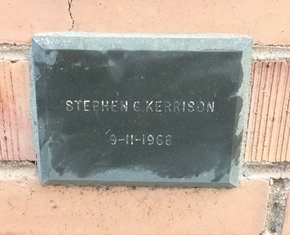 STEPHEN G. KERRISON
9-11-1968